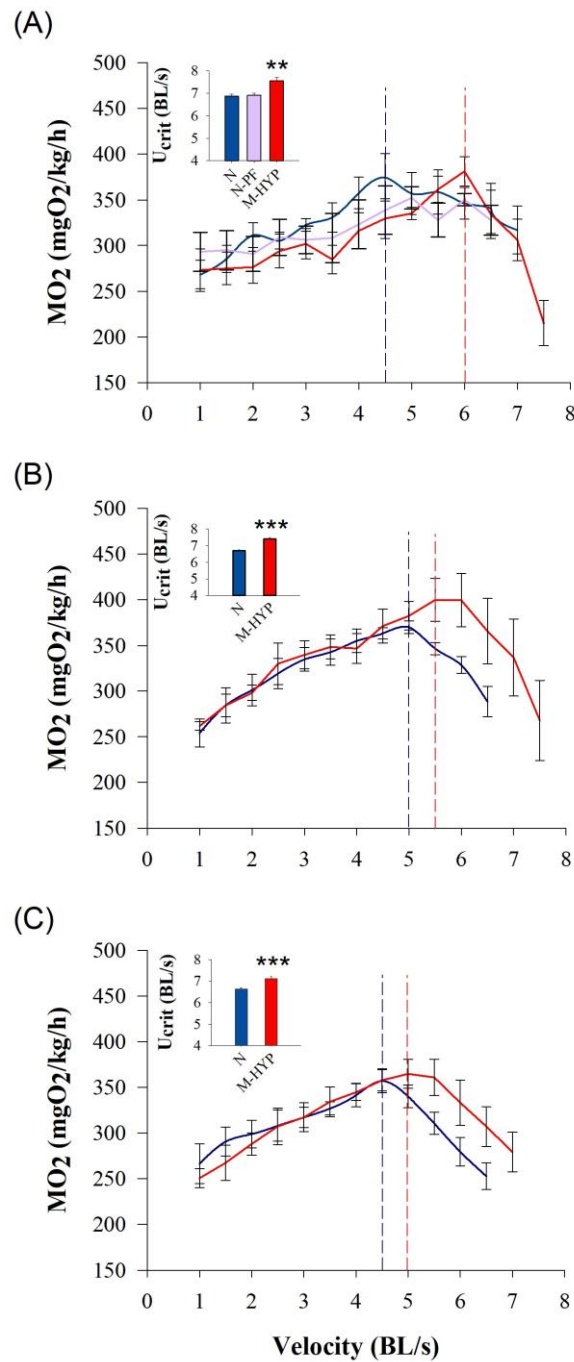 (A)
MO2 (mgO2/kg/h)
500
450
400
350
300
250
200
150
0 1 2 3 4 5 6 7 8
Ucrit (BL/s)
8
7
6
5
4
**
N
N-PF
M-HYP
(B)
MO2 (mgO2/kg/h)
500
450
400
350
300
250
200
150
0 1 2 3 4 5 6 7 8
Ucrit (BL/s)
8
7
6
5
4
***
N
M-HYP
(C)
MO2 (mgO2/kg/h)
500
450
400
350
300
250
200
150
0 1 2 3 4 5 6 7 8
Ucrit (BL/s)
8
7
6
5
4
***
N
M-HYP
Velocity (BL/s)